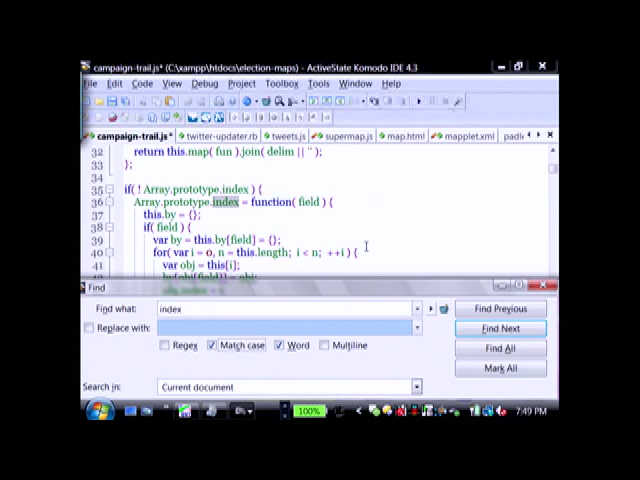 campaign-trail.js* (C:\xampp\htdocs\election-maps) - ActiveState Komodo IDE 4.3
File Edit Code View Debug Project Toolbox Tools Window Help
campaign-trail.js* twitter-updater.rb tweets.js supermap.js map.html mapplet.xml padle
32 return this.map( fun ).join( delim || '' );
33 };
34
35 if( ! Array.prototype.index ) {
36 Array.prototype.index = function( field ) {
37 this.by = {};
38 if( field ) {
39 var by = this.by[field] = {};
40 for( var i = 0, n = this.length; i < n; ++i ) {
41 var obj = this[i];
by[obj[field]] = obj;
Find
Find what: index
Find Previous
Replace with:
Find Next
Regex Match case Word Multiline
Find All
Mark All
Search in: Current document
100% 7:49 PM